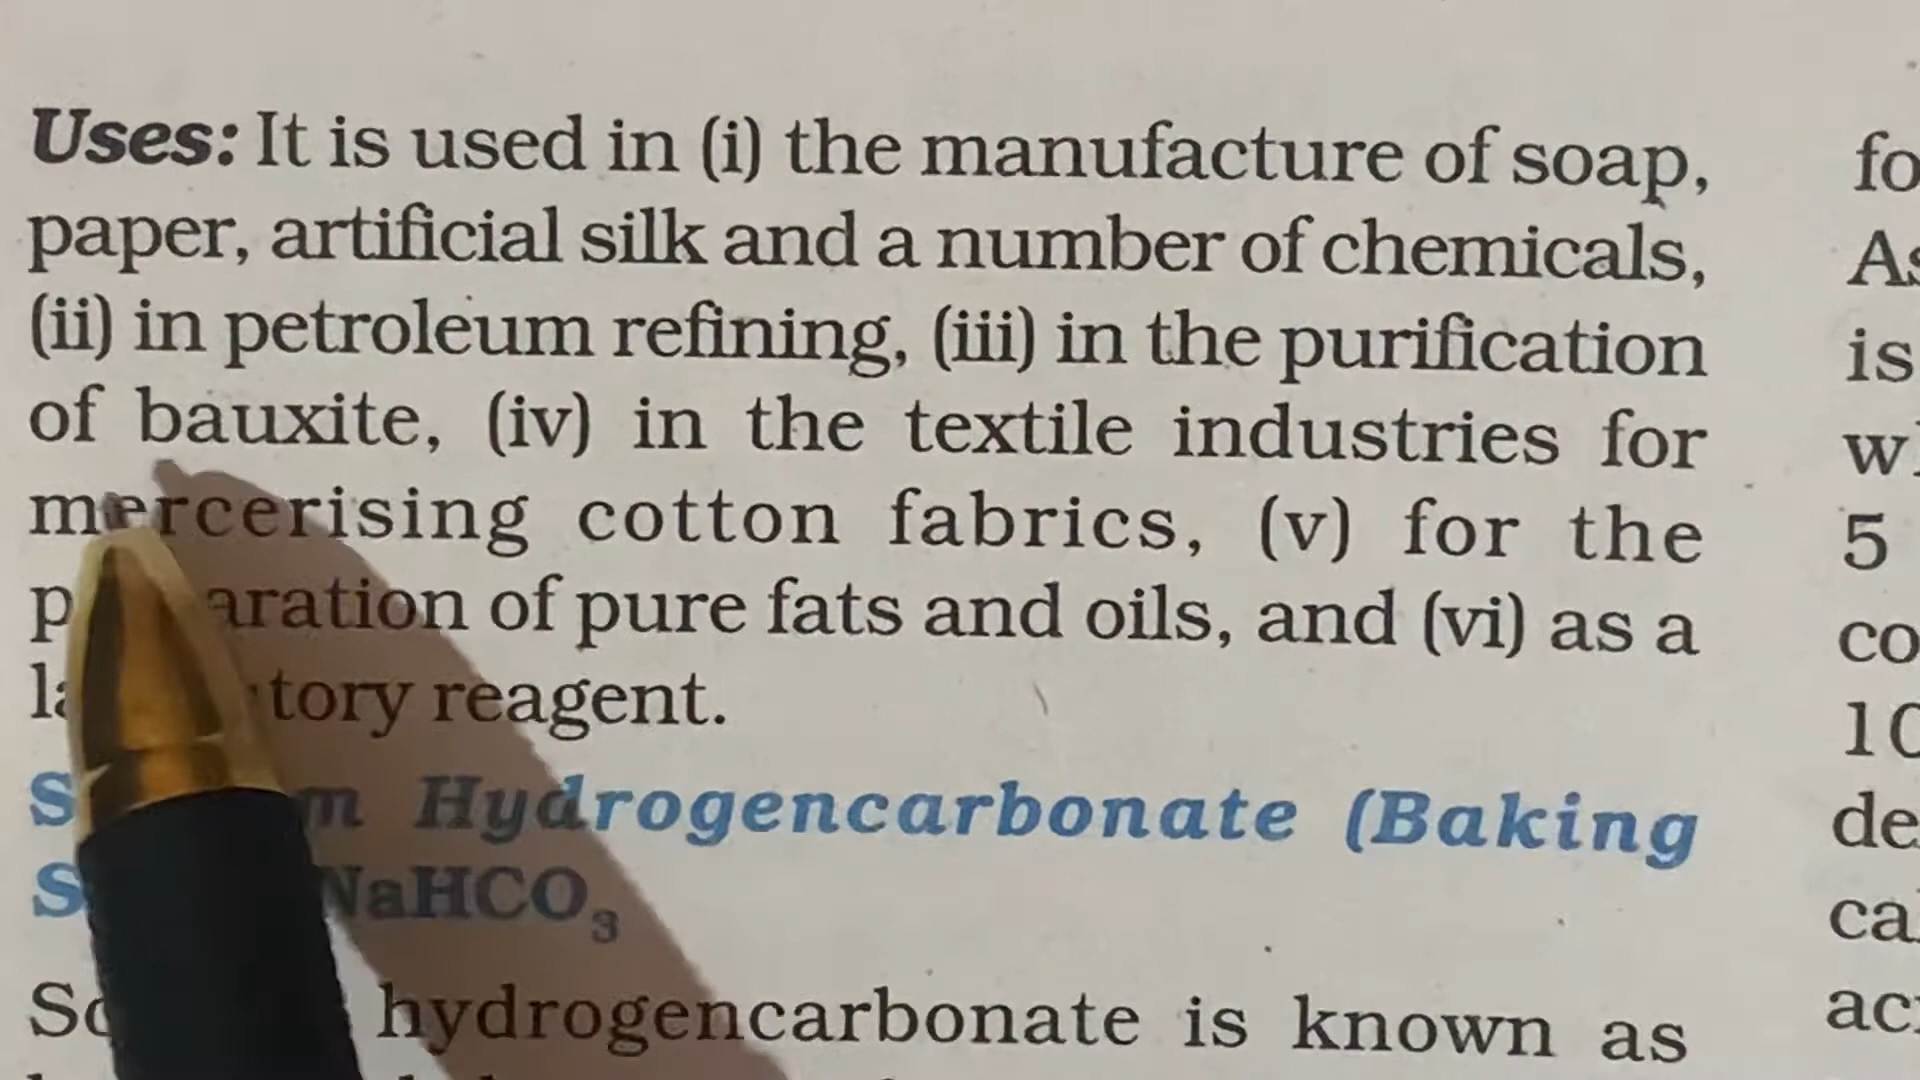 Uses: It is used in (i) the manufacture of soap,
paper, artificial silk and a number of chemicals,
(ii) in petroleum refining, (iii) in the purification
of bauxite, (iv) in the textile industries for
mercerising cotton fabrics, (v) for the
aration of pure fats and oils, and (vi) as a
tory reagent.
Hydrogencarbonate (Baking
NaHCO₃
hydrogencarbonate is known as
fo
As
is
5
co
10
de